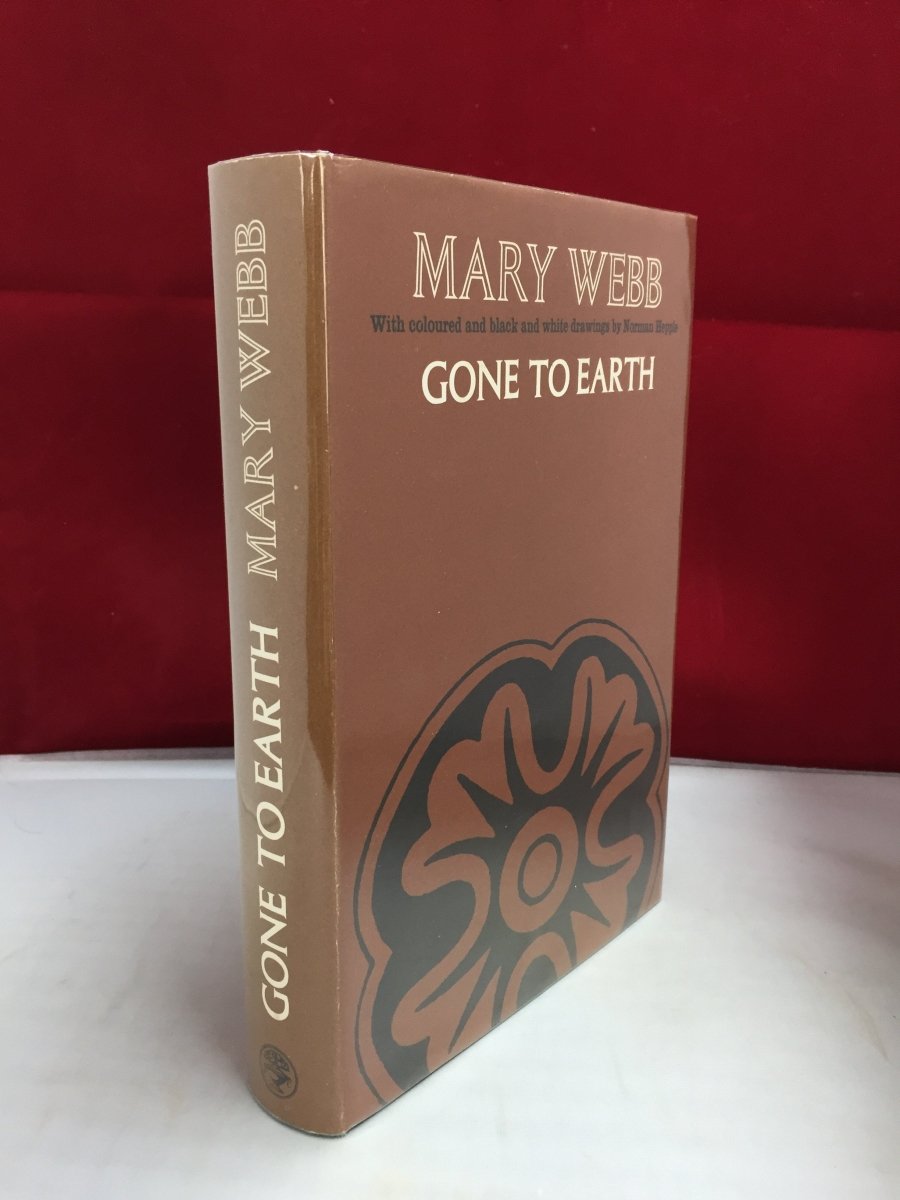 MARY WEBB
With coloured and black and white drawings by Norman Hepple
GONE TO EARTH
GONE TO EARTH MARY WEBB